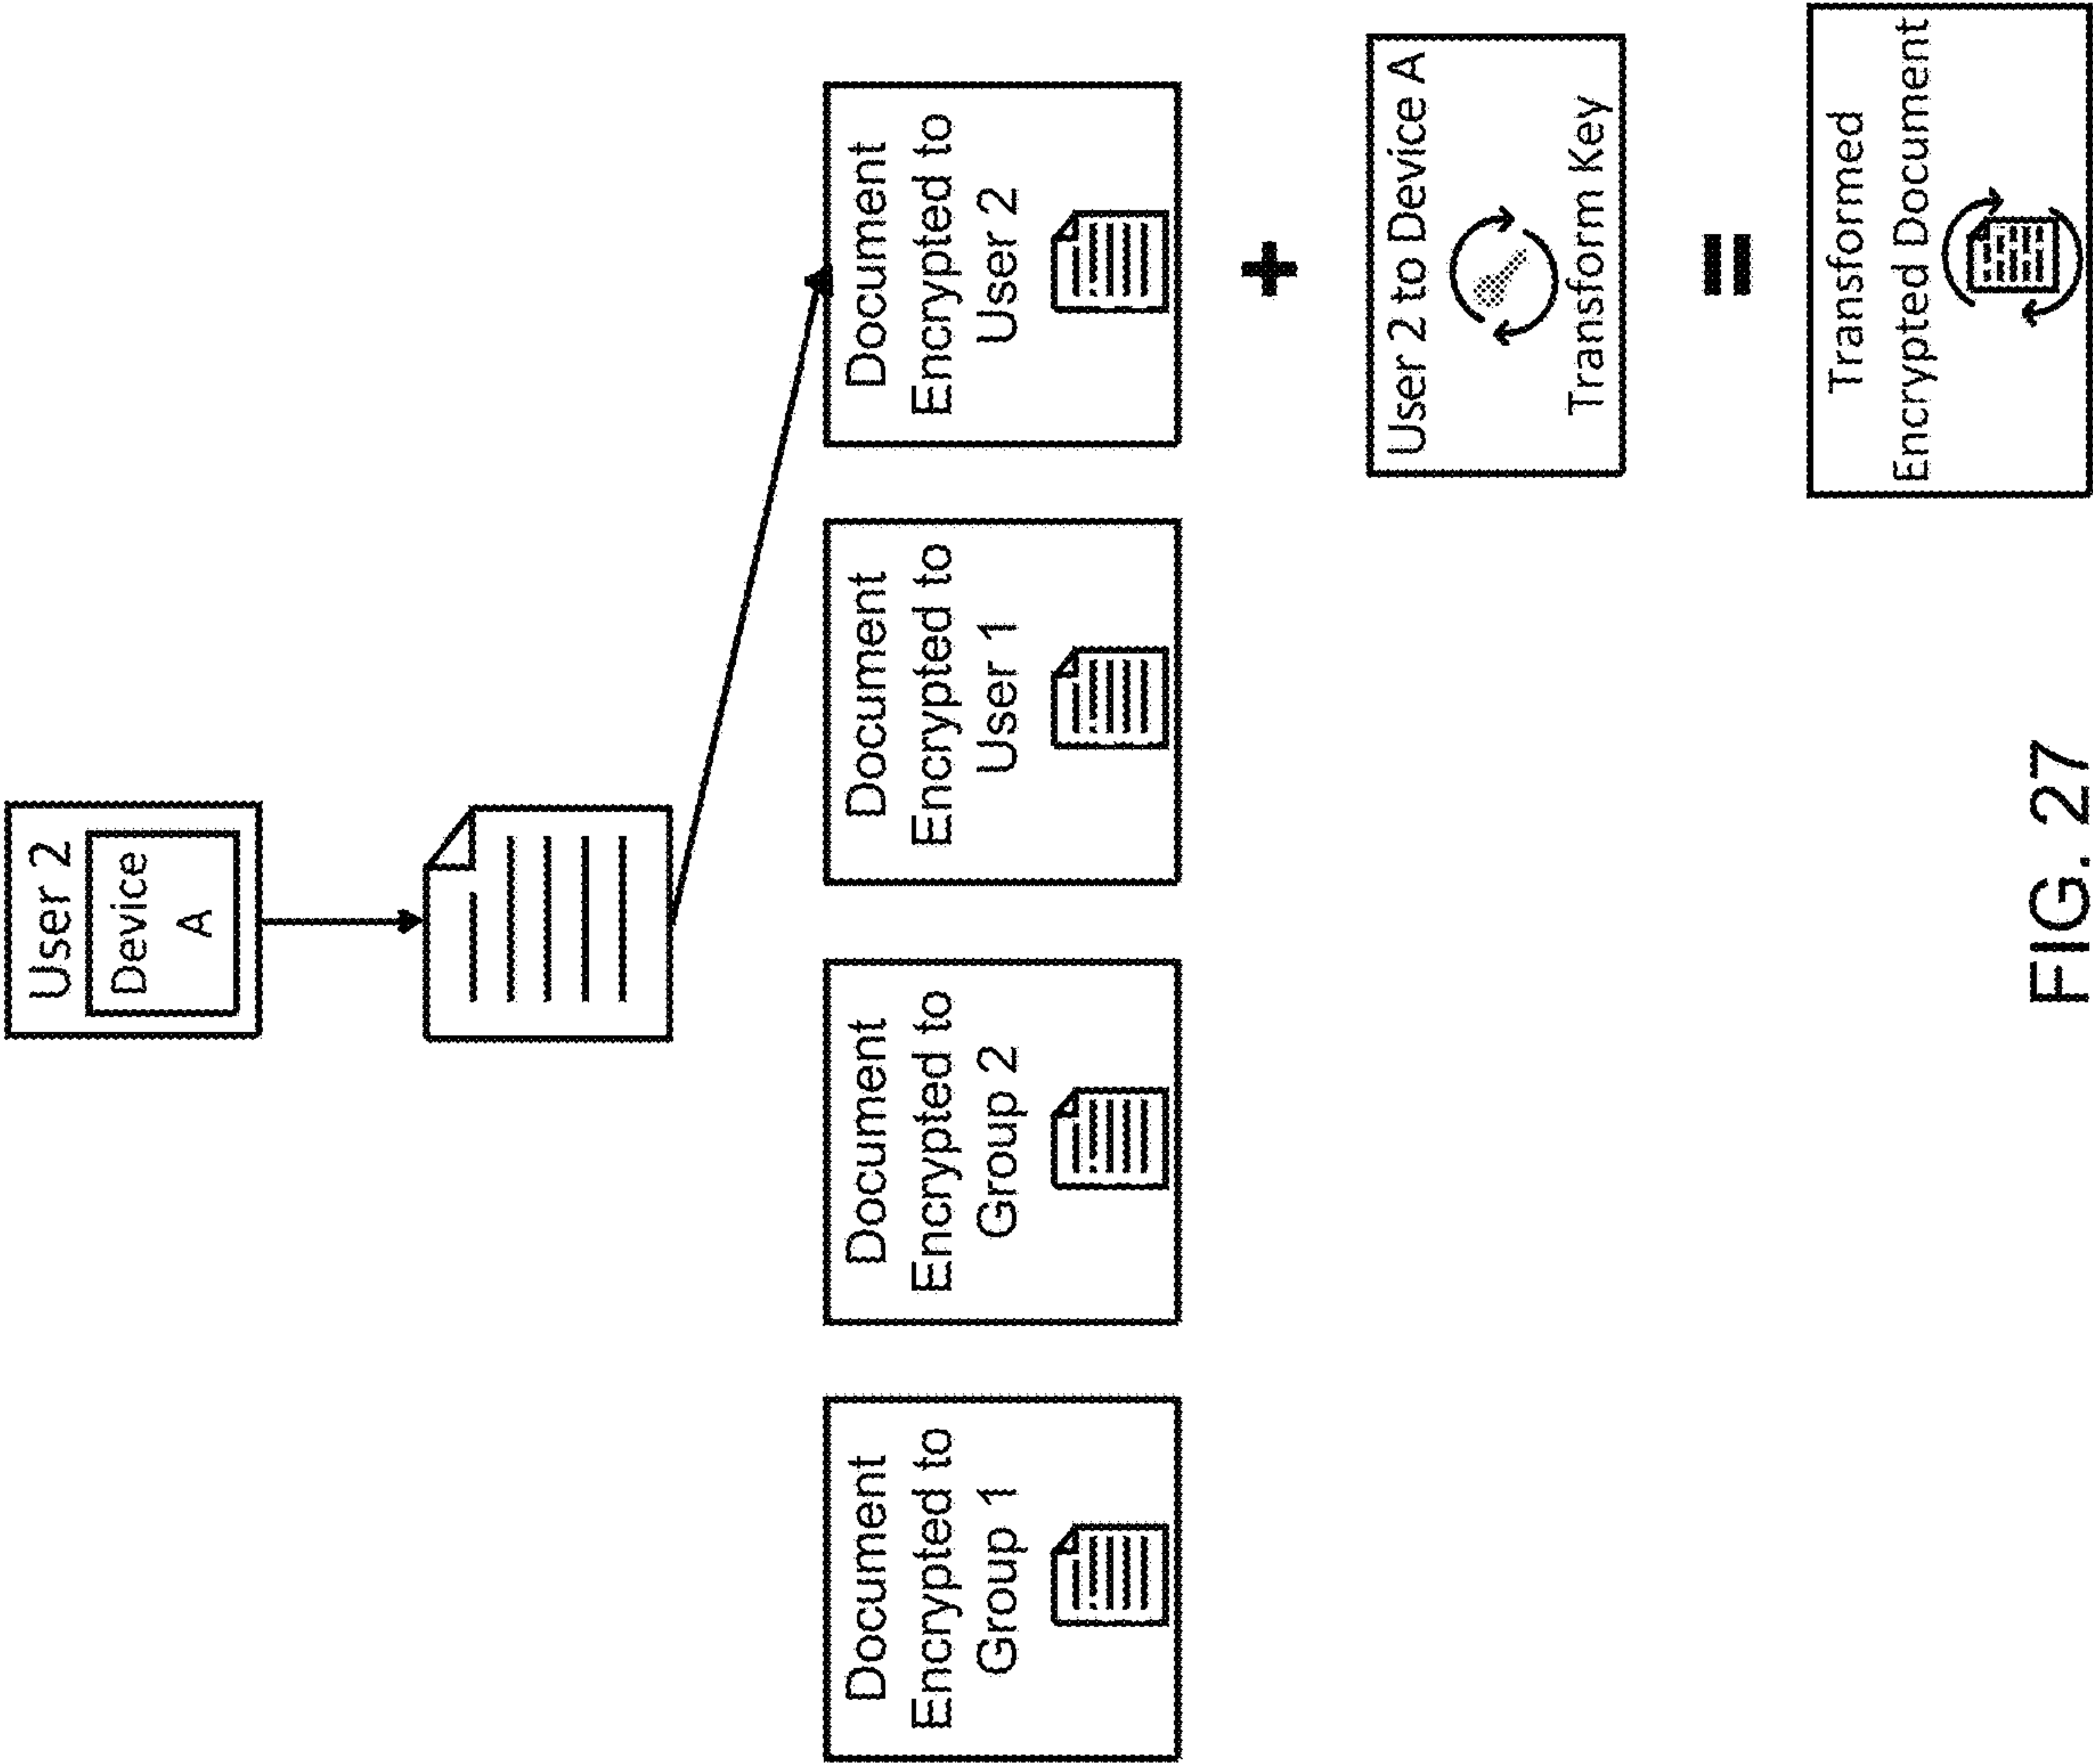 User 2
Device
A
Document
Encrypted to
Group 1
Document
Encrypted to
Group 2
Document
Encrypted to
User 1
Document
Encrypted to
User 2
+
User 2 to Device A
Transform Key
=
Transformed
Encrypted Document
FIG. 27